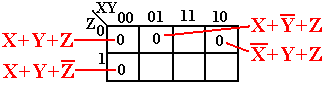 XY
Z 00 01 11 10
X+Y+Z 0 0 0 0 X+Y̅+Z
X̅+Y+Z
X+Y+Z̅ 1 0